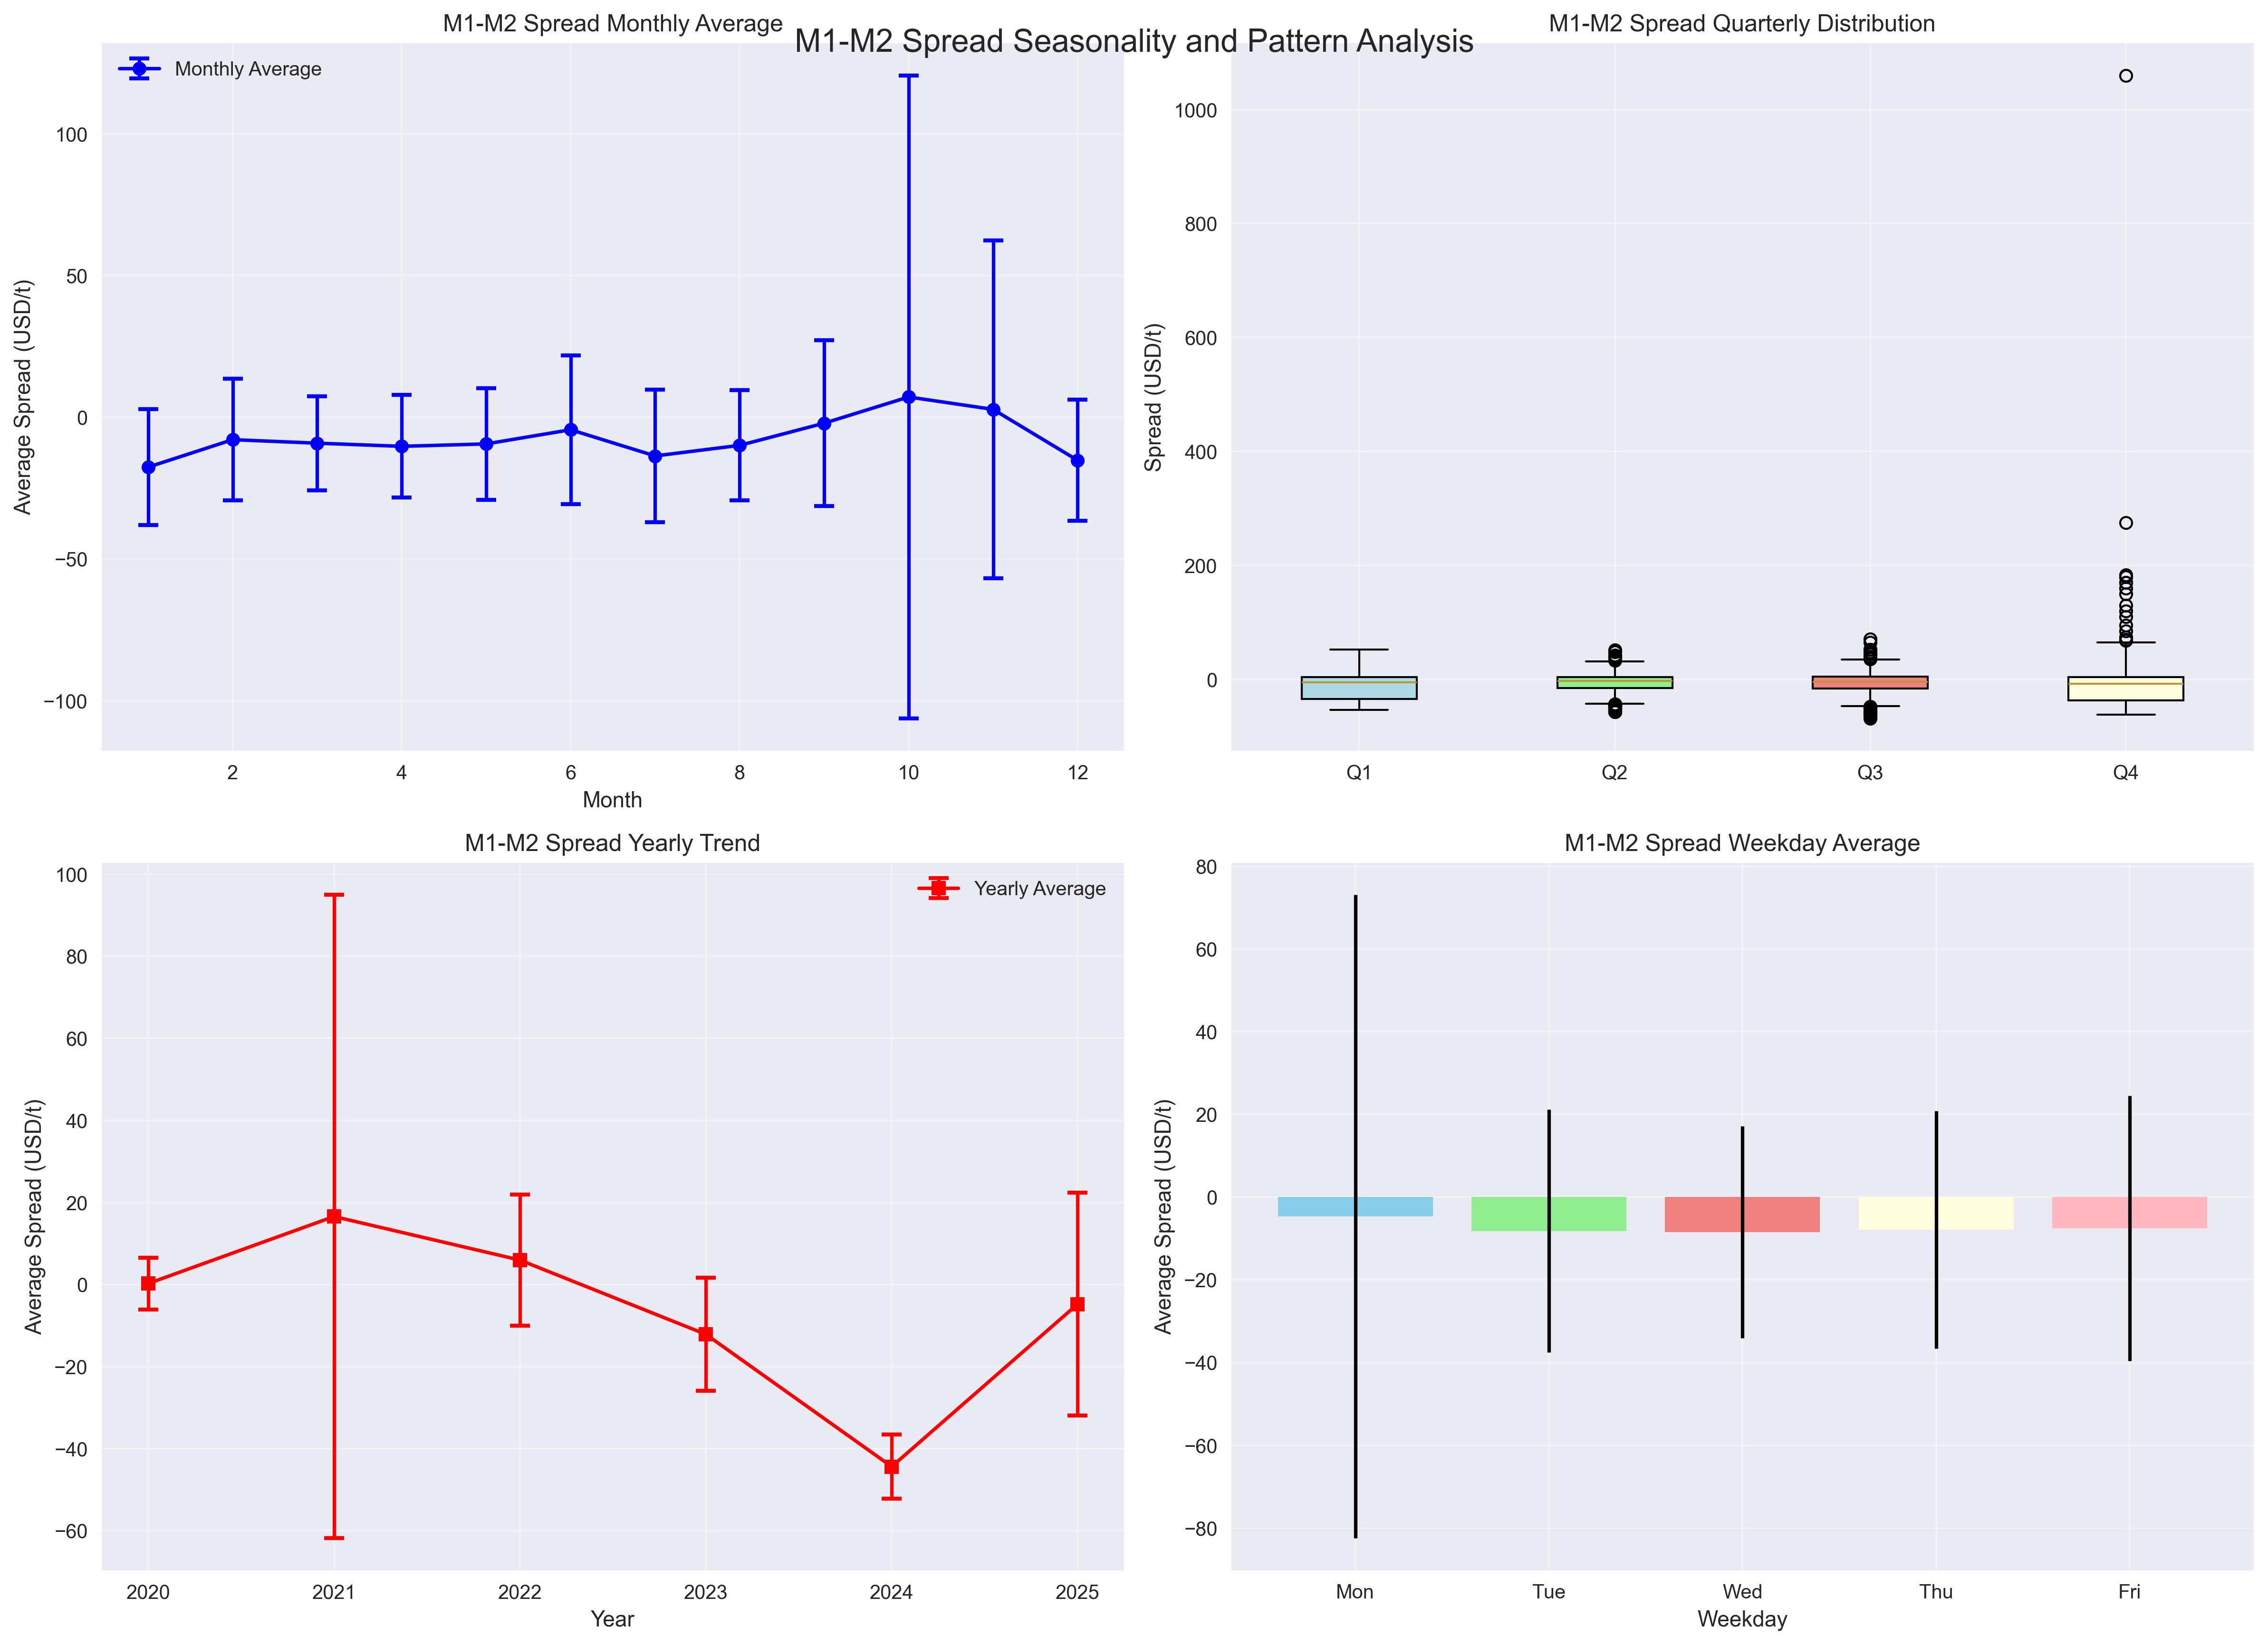 M1-M2 Spread Seasonality and Pattern Analysis
M1-M2 Spread Monthly Average
Monthly Average
Average Spread (USD/t)
100
50
0
−50
−100
2 4 6 8 10 12
Month
M1-M2 Spread Quarterly Distribution
Spread (USD/t)
1000
800
600
400
200
0
Q1 Q2 Q3 Q4
M1-M2 Spread Yearly Trend
Yearly Average
Average Spread (USD/t)
100
80
60
40
20
0
−20
−40
−60
2020 2021 2022 2023 2024 2025
Year
M1-M2 Spread Weekday Average
Average Spread (USD/t)
80
60
40
20
0
−20
−40
−60
−80
Mon Tue Wed Thu Fri
Weekday